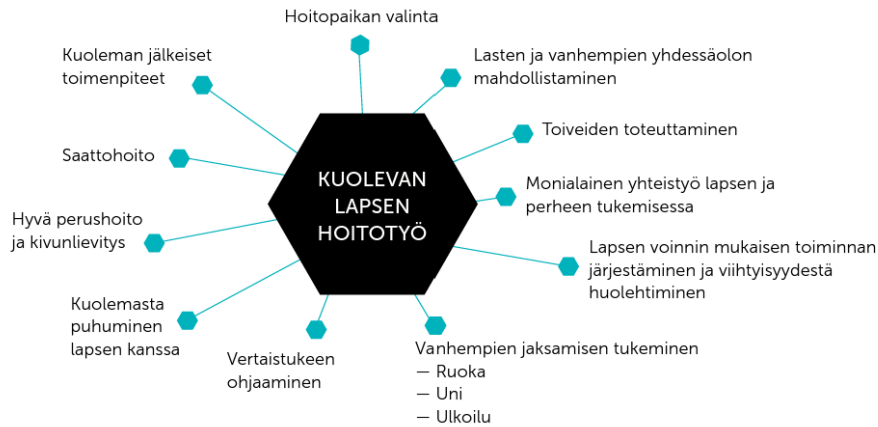 Hoitopaikan valinta
Kuoleman jälkeiset
toimenpiteet
Lasten ja vanhempien yhdessäolon
mahdollistaminen
Toiveiden toteuttaminen
Saattohoito
KUOLEVAN
LAPSEN
HOITOTYÖ
Monialainen yhteistyö lapsen ja
perheen tukemisessa
Hyvä perushoito
ja kivunlievitys
Lapsen voinnin mukaisen toiminnan
järjestäminen ja viihtyisyydestä
huolehtiminen
Kuolemasta
puhuminen
lapsen kanssa
Vertaistukeen
ohjaaminen
Vanhempien jaksamisen tukeminen
— Ruoka
— Uni
— Ulkoilu